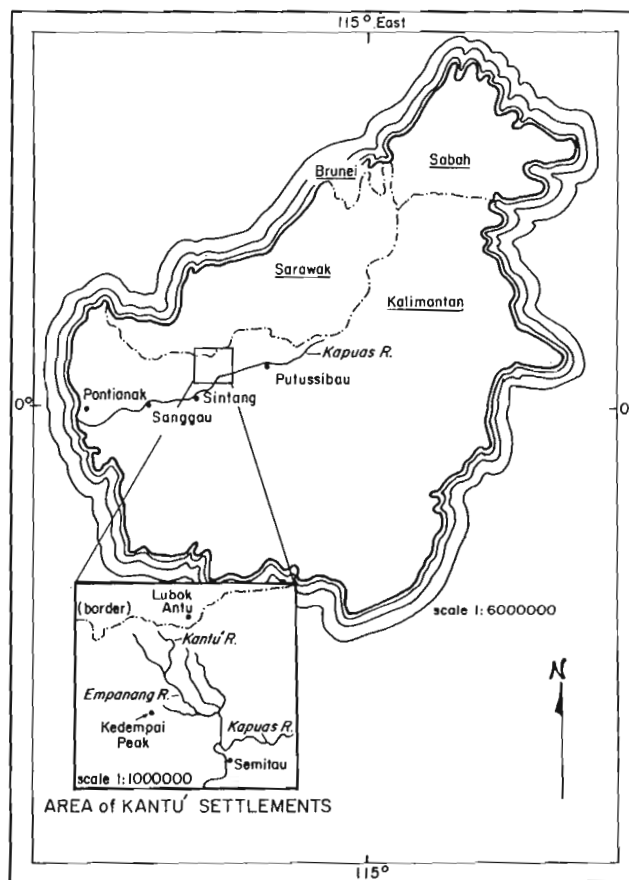 115° East
Brunei
Sabah
Sarawak
Kalimantan
Kapuas R.
Putussibau
Pontianak
Sintang
0°
0
Sanggau
scale 1:6000000
Lubok
Antu
(border)
Kantu' R.
N
Empanang R.
Kedempai
Peak
Kapuas R.
Semitau
scale 1:1000000
AREA of KANTU' SETTLEMENTS
115°